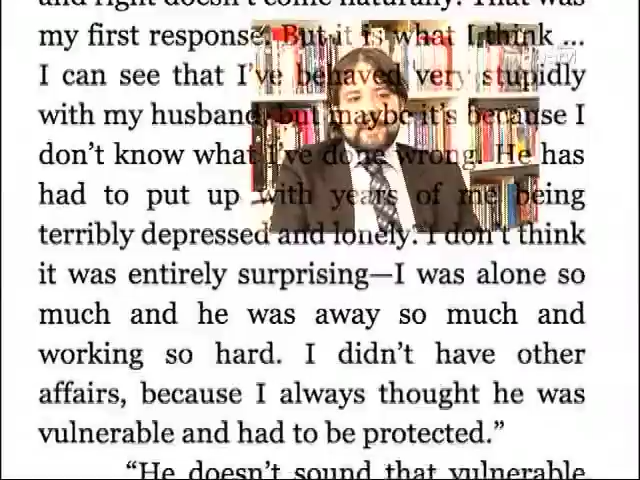 and right doesn't come naturally. That was
my first response. But it is what I think ...
I can see that I've behaved very stupidly
with my husband, but maybe it's because I
don't know what I've done wrong. He has
had to put up with years of me being
terribly depressed and lonely. I don't think
it was entirely surprising—I was alone so
much and he was away so much and
working so hard. I didn't have other
affairs, because I always thought he was
vulnerable and had to be protected.”
“He doesn't sound that vulnerable